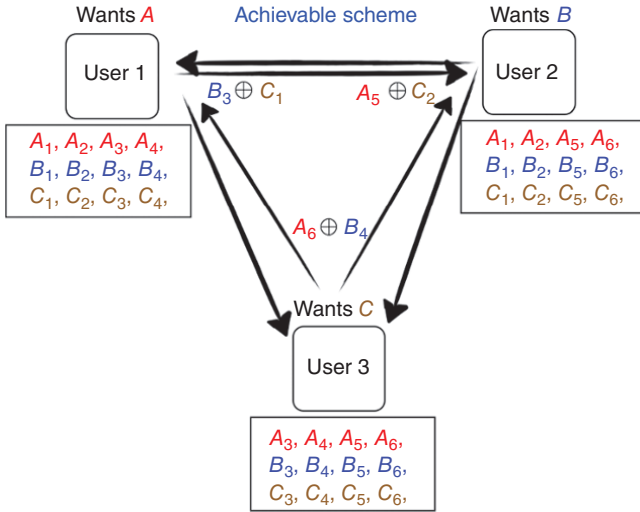 Wants A Achievable scheme Wants B
User 1
User 2
B₃ ⊕ C₁ A₅ ⊕ C₂
A₁, A₂, A₃, A₄,
B₁, B₂, B₃, B₄,
C₁, C₂, C₃, C₄,
A₁, A₂, A₅, A₆,
B₁, B₂, B₅, B₆,
C₁, C₂, C₅, C₆,
A₆ ⊕ B₄
Wants C
User 3
A₃, A₄, A₅, A₆,
B₃, B₄, B₅, B₆,
C₃, C₄, C₅, C₆,